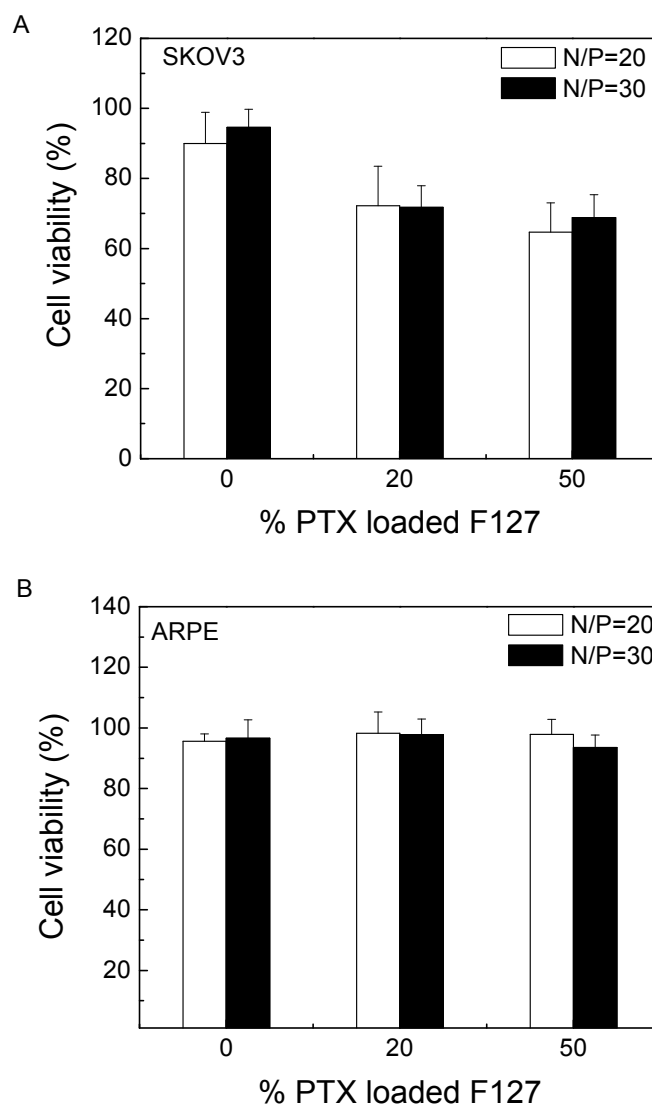 A
120
100
80
60
40
20
0
Cell viability (%)
SKOV3
N/P=20
N/P=30
0 20 50
% PTX loaded F127
B
140
120
100
80
60
40
20
Cell viability (%)
ARPE
N/P=20
N/P=30
0 20 50
% PTX loaded F127